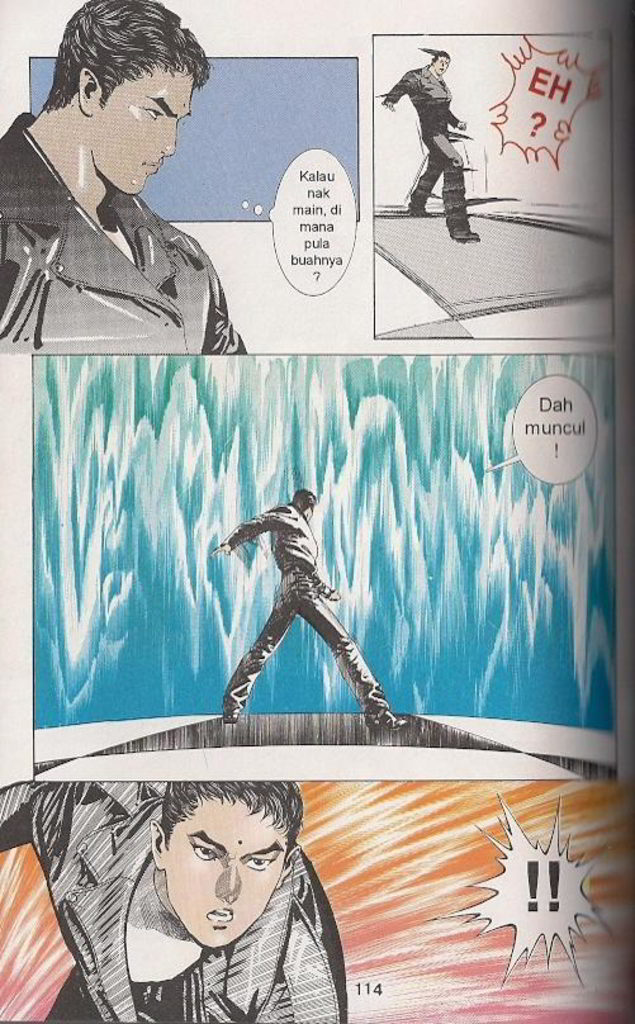 Kalau
nak
main, di
mana
pula
buahnya
?
EH
?
Dah
muncul
!
!!
114